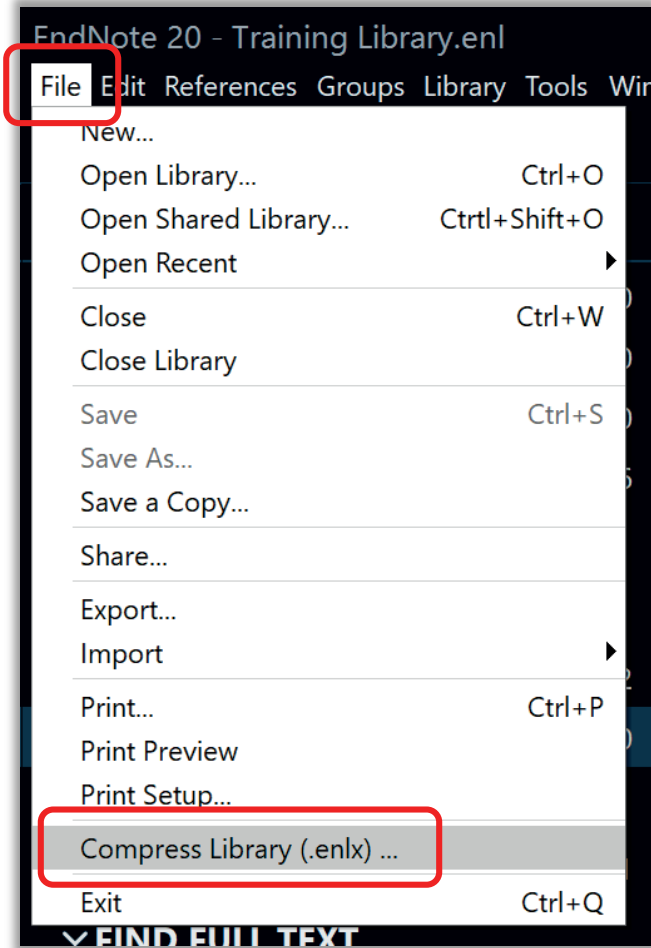 EndNote 20 - Training Library.enl
File Edit References Groups Library Tools
New...
Open Library... Ctrl+O
Open Shared Library... Ctrtl+Shift+O
Open Recent
Close Ctrl+W
Close Library
Save Ctrl+S
Save As...
Save a Copy...
Share...
Export...
Import
Print... Ctrl+P
Print Preview
Print Setup...
Compress Library (.enlx) ...
Exit Ctrl+Q
FIND FULL TEXT